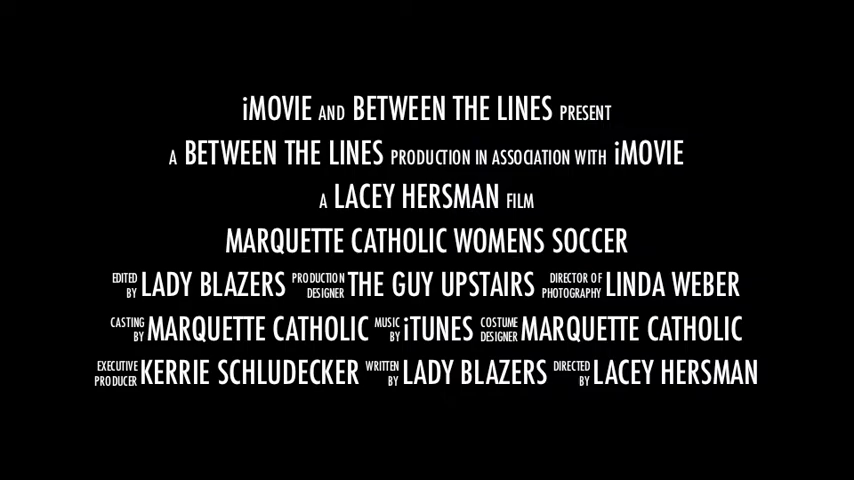 iMOVIE AND BETWEEN THE LINES PRESENT
A BETWEEN THE LINES PRODUCTION IN ASSOCIATION WITH iMOVIE
A LACEY HERSMAN FILM
MARQUETTE CATHOLIC WOMENS SOCCER
EDITED BY LADY BLAZERS PRODUCTION DESIGNER THE GUY UPSTAIRS DIRECTOR OF PHOTOGRAPHY LINDA WEBER
CASTING BY MARQUETTE CATHOLIC MUSIC BY iTUNES COSTUME DESIGNER MARQUETTE CATHOLIC
EXECUTIVE PRODUCER KERRIE SCHLUDECKER WRITTEN BY LADY BLAZERS DIRECTED BY LACEY HERSMAN